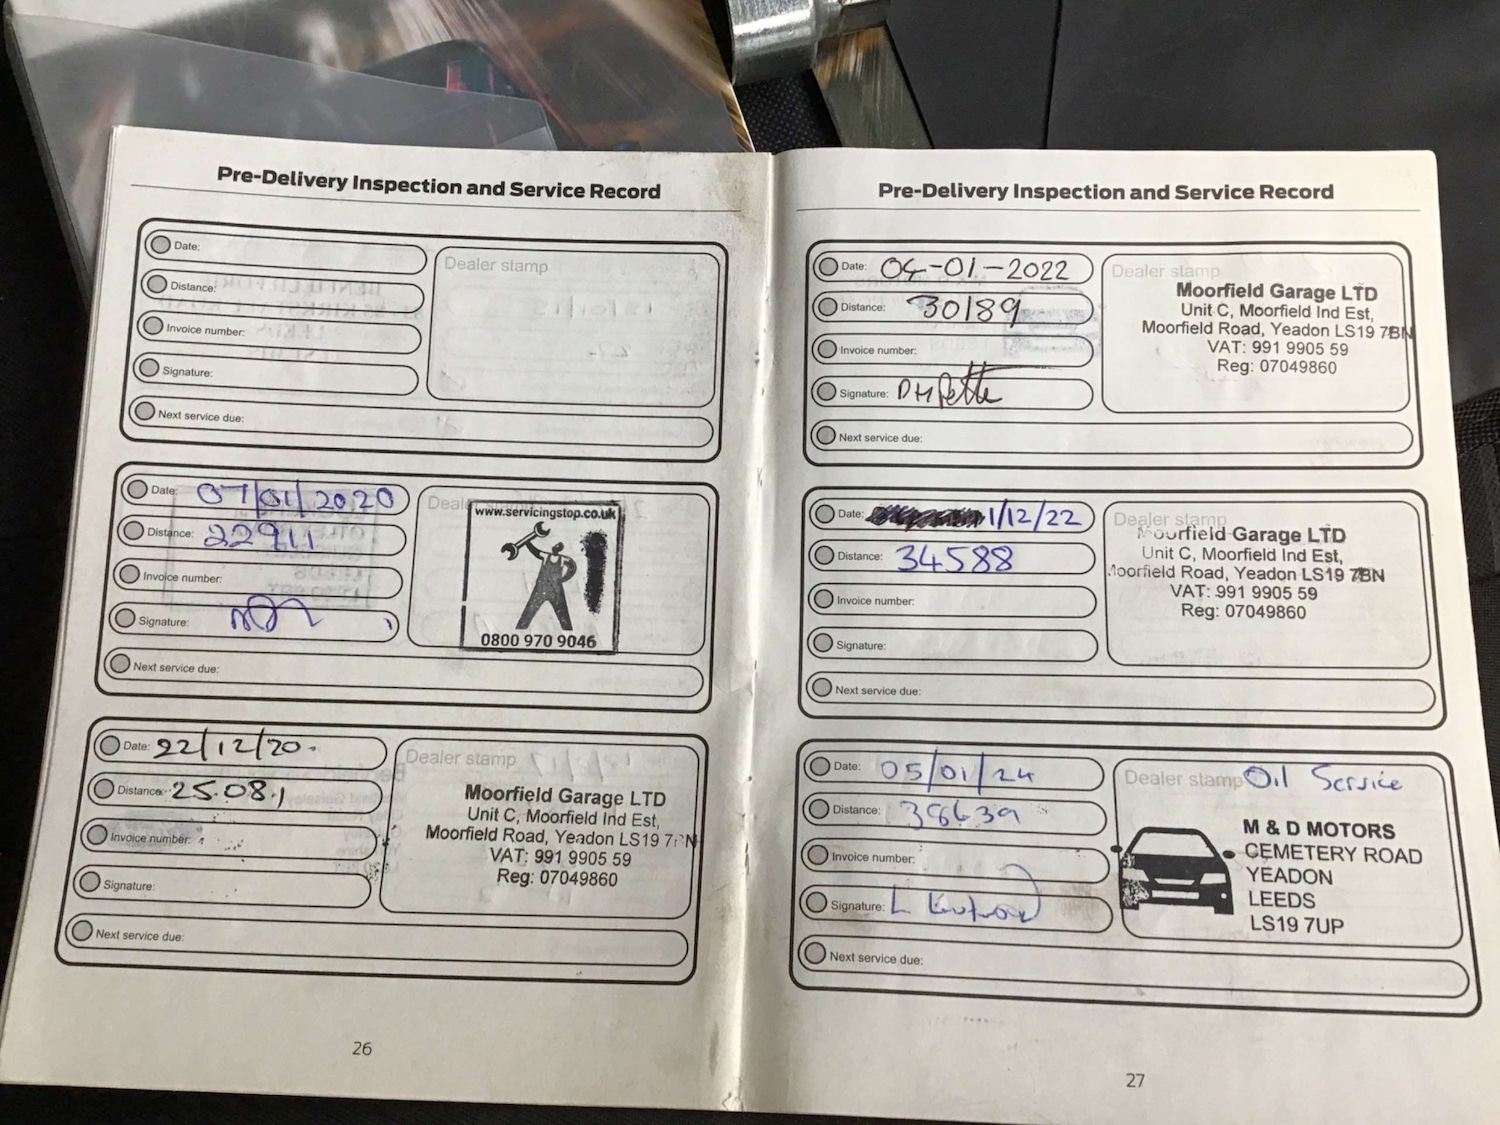 Pre-Delivery Inspection and Service Record
Date:
Distance:
Invoice number:
Signature:
Next service due:
Dealer stamp
Date: 07/01/2020
Distance: 22911
Invoice number:
Signature:
Next service due:
Dealer
www.servicingstop.co.uk
0800 970 9046
Date: 22/12/20.
Distance: 25.081
Invoice number:
Signature:
Next service due:
Dealer stamp
Moorfield Garage LTD
Unit C, Moorfield Ind Est,
Moorfield Road, Yeadon LS19
VAT: 991 9905 59
Reg: 07049860
26
Pre-Delivery Inspection and Service Record
Date: 04-01-2022
Distance: 30189
Invoice number:
Signature:
Next service due:
Dealer stamp
Moorfield Garage LTD
Unit C, Moorfield Ind Est,
Moorfield Road, Yeadon LS19 7BN
VAT: 991 9905 59
Reg: 07049860
Date: 1/12/22
Distance: 34588
Invoice number:
Signature:
Next service due:
Dealer stamp
Moorfield Garage LTD
Unit C, Moorfield Ind Est,
Moorfield Road, Yeadon LS19 7BN
VAT: 991 9905 59
Reg: 07049860
Date: 05/01/24
Distance: 38639
Invoice number:
Signature: L
Next service due:
Dealer stamp Oil Service
M & D MOTORS
CEMETERY ROAD
YEADON
LEEDS
LS19 7UP
27